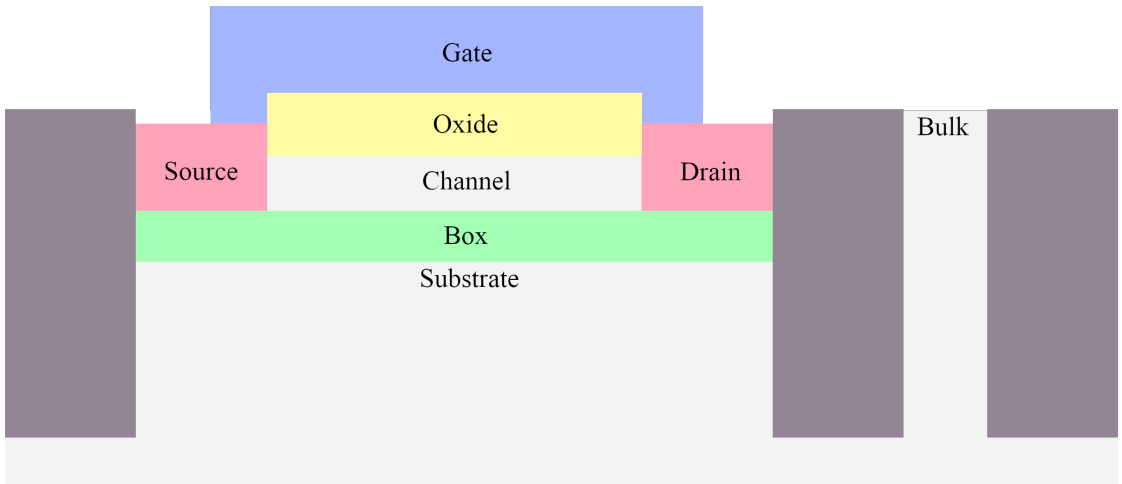 Gate
Oxide
Bulk
Source
Channel
Drain
Box
Substrate